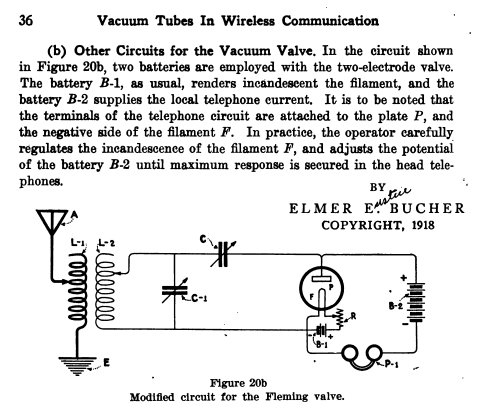 36 Vacuum Tubes In Wireless Communication
(b) Other Circuits for the Vacuum Valve. In the circuit shown
in Figure 20b, two batteries are employed with the two-electrode valve.
The battery B-1, as usual, renders incandescent the filament, and the
battery B-2 supplies the local telephone current. It is to be noted that
the terminals of the telephone circuit are attached to the plate P, and
the negative side of the filament F. In practice, the operator carefully
regulates the incandescence of the filament F, and adjusts the potential
of the battery B-2 until maximum response is secured in the head tele-
phones.
BY
ELMER E. BUCHER
COPYRIGHT, 1918
A
L-1 L-2
C
C-1
P
F
R
B-1
+
+
B-2
-
P-1
E
Figure 20b
Modified circuit for the Fleming valve.